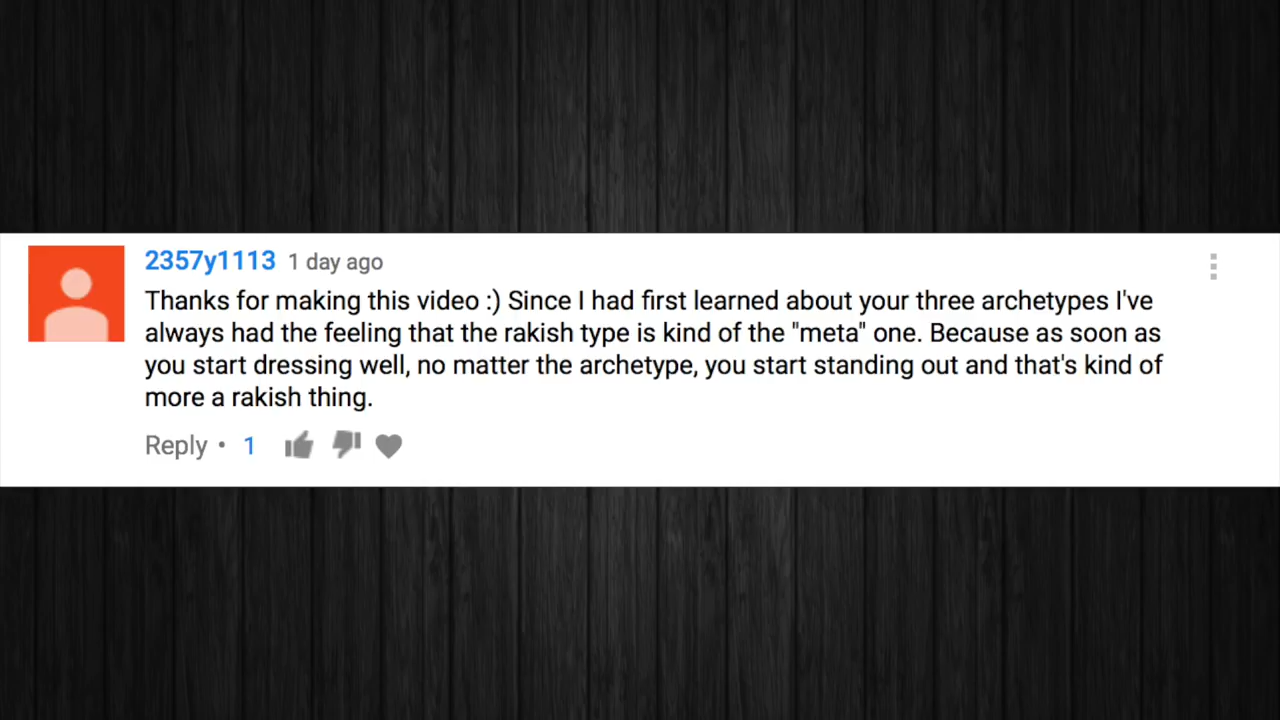 2357y1113 1 day ago
Thanks for making this video :) Since I had first learned about your three archetypes I've
always had the feeling that the rakish type is kind of the "meta" one. Because as soon as
you start dressing well, no matter the archetype, you start standing out and that's kind of
more a rakish thing.
Reply • 1